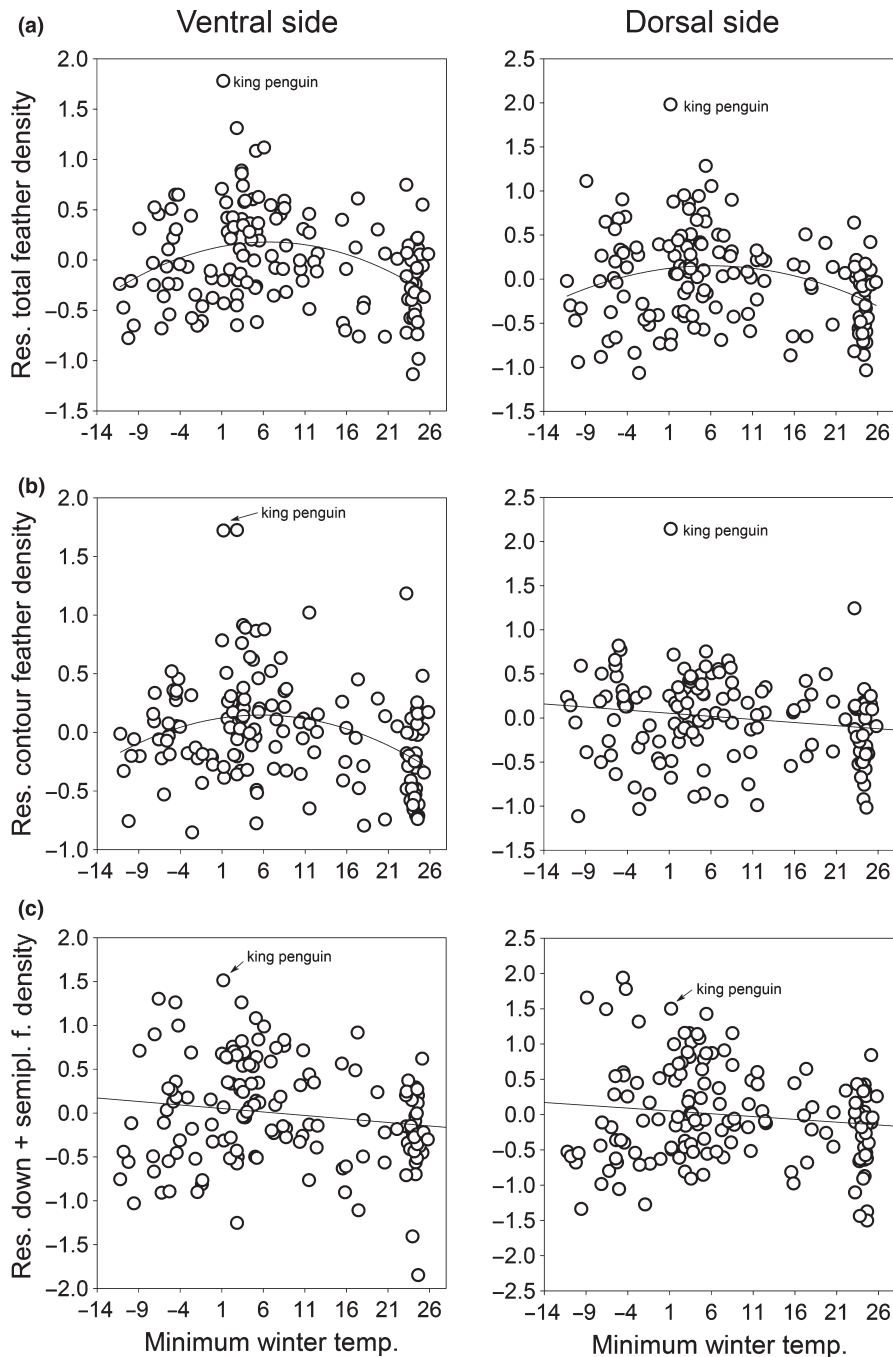 (a)
Ventral side
Dorsal side
Res. total feather density
2.0
1.5
1.0
0.5
0.0
−0.5
−1.0
−1.5
king penguin
-14 -9 -4 1 6 11 16 21 26
2.5
2.0
1.5
1.0
0.5
0.0
−0.5
−1.0
−1.5
king penguin
-14 -9 -4 1 6 11 16 21 26
(b)
Res. contour feather density
2.0
1.5
1.0
0.5
0.0
−0.5
−1.0
king penguin
-14 -9 -4 1 6 11 16 21 26
2.5
2.0
1.5
1.0
0.5
0.0
−0.5
−1.0
−1.5
king penguin
-14 -9 -4 1 6 11 16 21 26
(c)
Res. down + semipl. f. density
2.0
1.5
1.0
0.5
0.0
−0.5
−1.0
−1.5
−2.0
king penguin
-14 -9 -4 1 6 11 16 21 26
Minimum winter temp.
2.5
2.0
1.5
1.0
0.5
0.0
−0.5
−1.0
−1.5
−2.0
−2.5
king penguin
-14 -9 -4 1 6 11 16 21 26
Minimum winter temp.